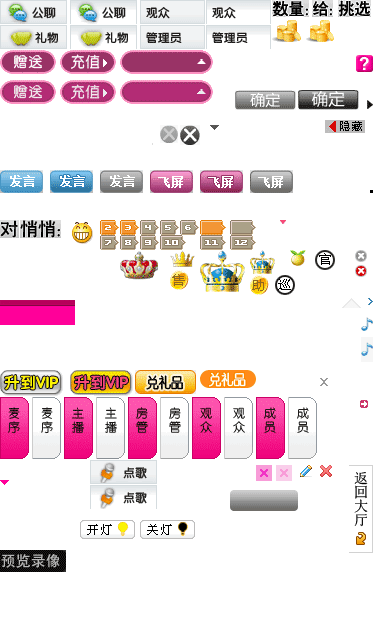 公聊 公聊 观众 观众 数量: 给: 挑选
礼物 礼物 管理员 管理员
赠送 充值 ?
赠送 充值
确定 确定
隐藏
发言 发言 发言 飞屏 飞屏 飞屏
对悄悄:
2 3 4 5 6
7 8 9 10 11 12
官
售 助 巡
升到VIP 升到VIP 兑礼品 兑礼品
麦序 麦序 主播 主播 房管 房管 观众 观众 成员 成员
点歌
点歌
返回大厅
开灯 关灯
预览录像